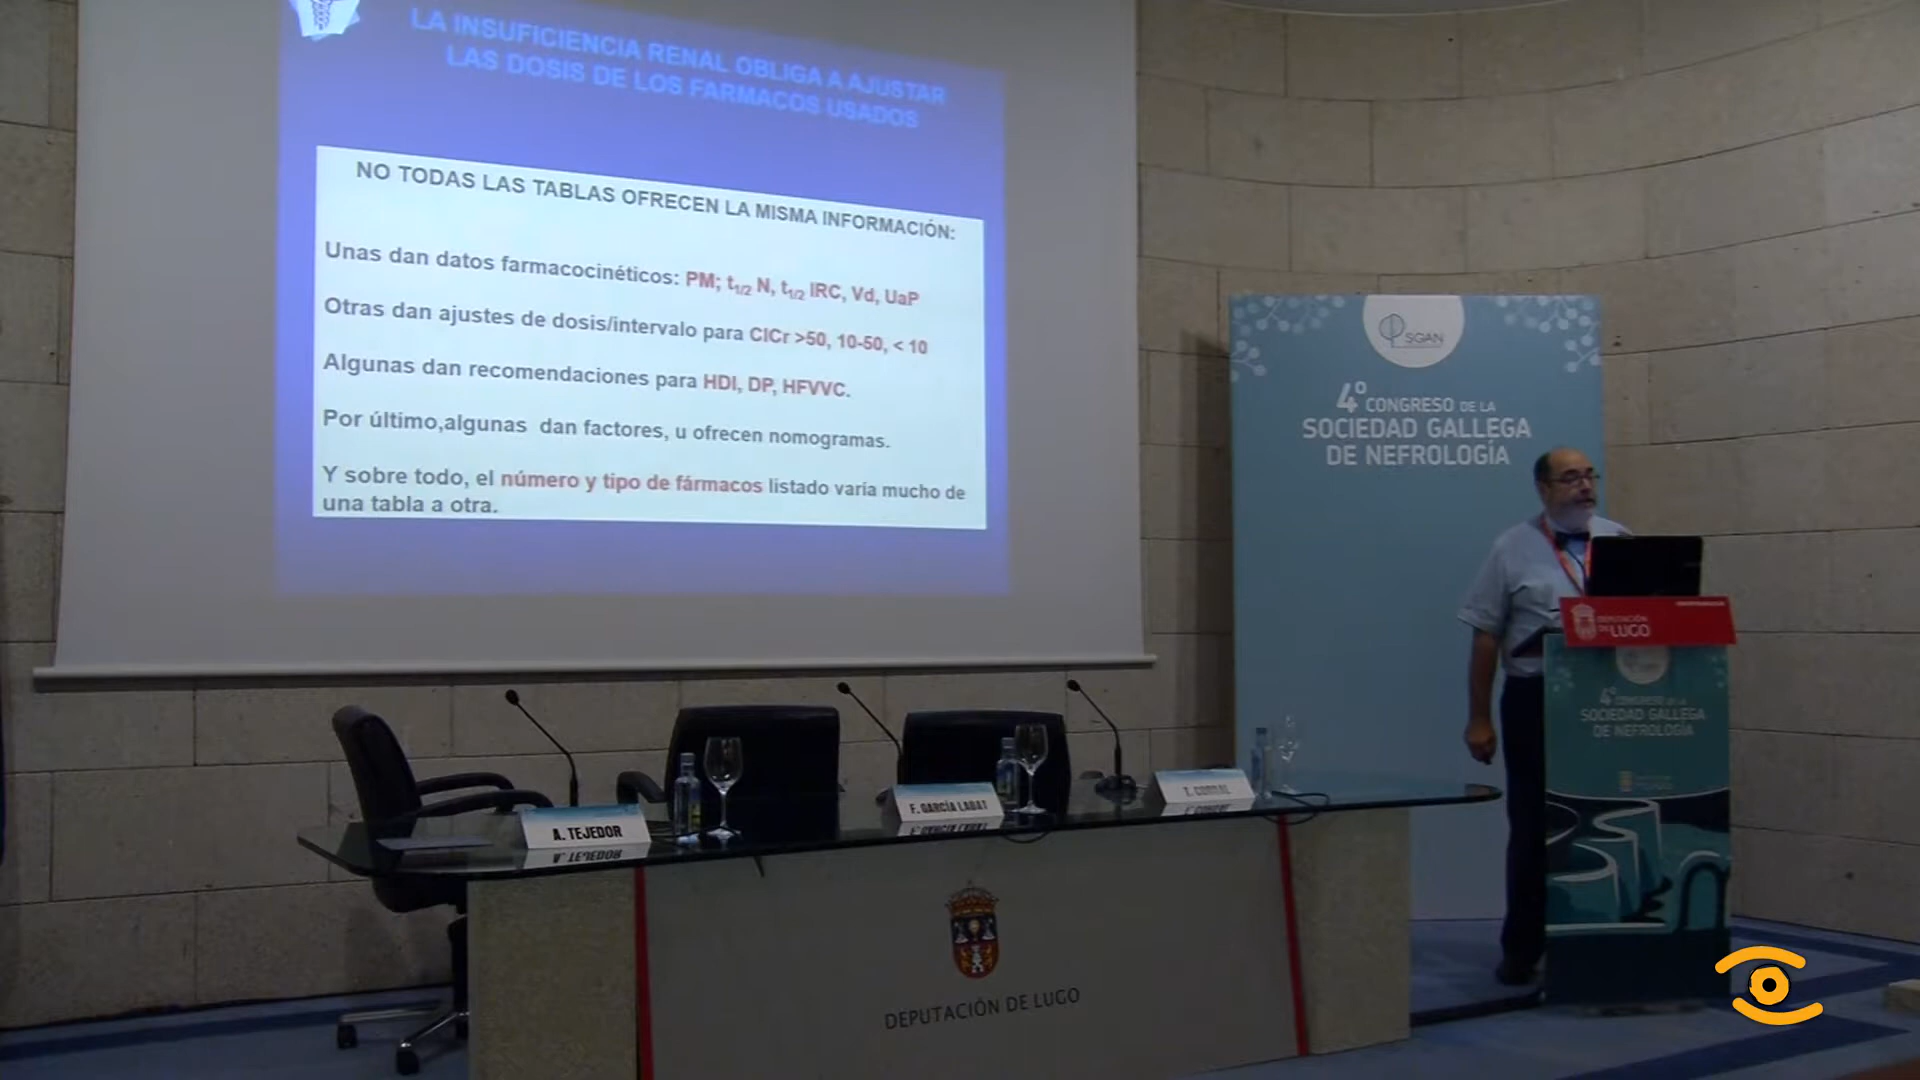 LA INSUFICIENCIA RENAL OBLIGA A AJUSTAR
LAS DOSIS DE LOS FARMACOS USADOS
NO TODAS LAS TABLAS OFRECEN LA MISMA INFORMACIÓN:
Unas dan datos farmacocinéticos: PM; t1/2 N, t1/2 IRC, Vd, UaP
Otras dan ajustes de dosis/intervalo para ClCr >50, 10-50, < 10
Algunas dan recomendaciones para HDI, DP, HFVVC.
Por último,algunas dan factores, u ofrecen nomogramas.
Y sobre todo, el número y tipo de fármacos listado varia mucho de
una tabla a otra.
SGAN
4º CONGRESO DE LA
SOCIEDAD GALLEGA
DE NEFROLOGÍA
DEPUTACIÓN
DE LUGO
4º CONGRESO DE LA
SOCIEDAD GALLEGA
DE NEFROLOGÍA
A. TEJEDOR
F. GARCÍA LABAT
T. CORRAL
DEPUTACIÓN DE LUGO